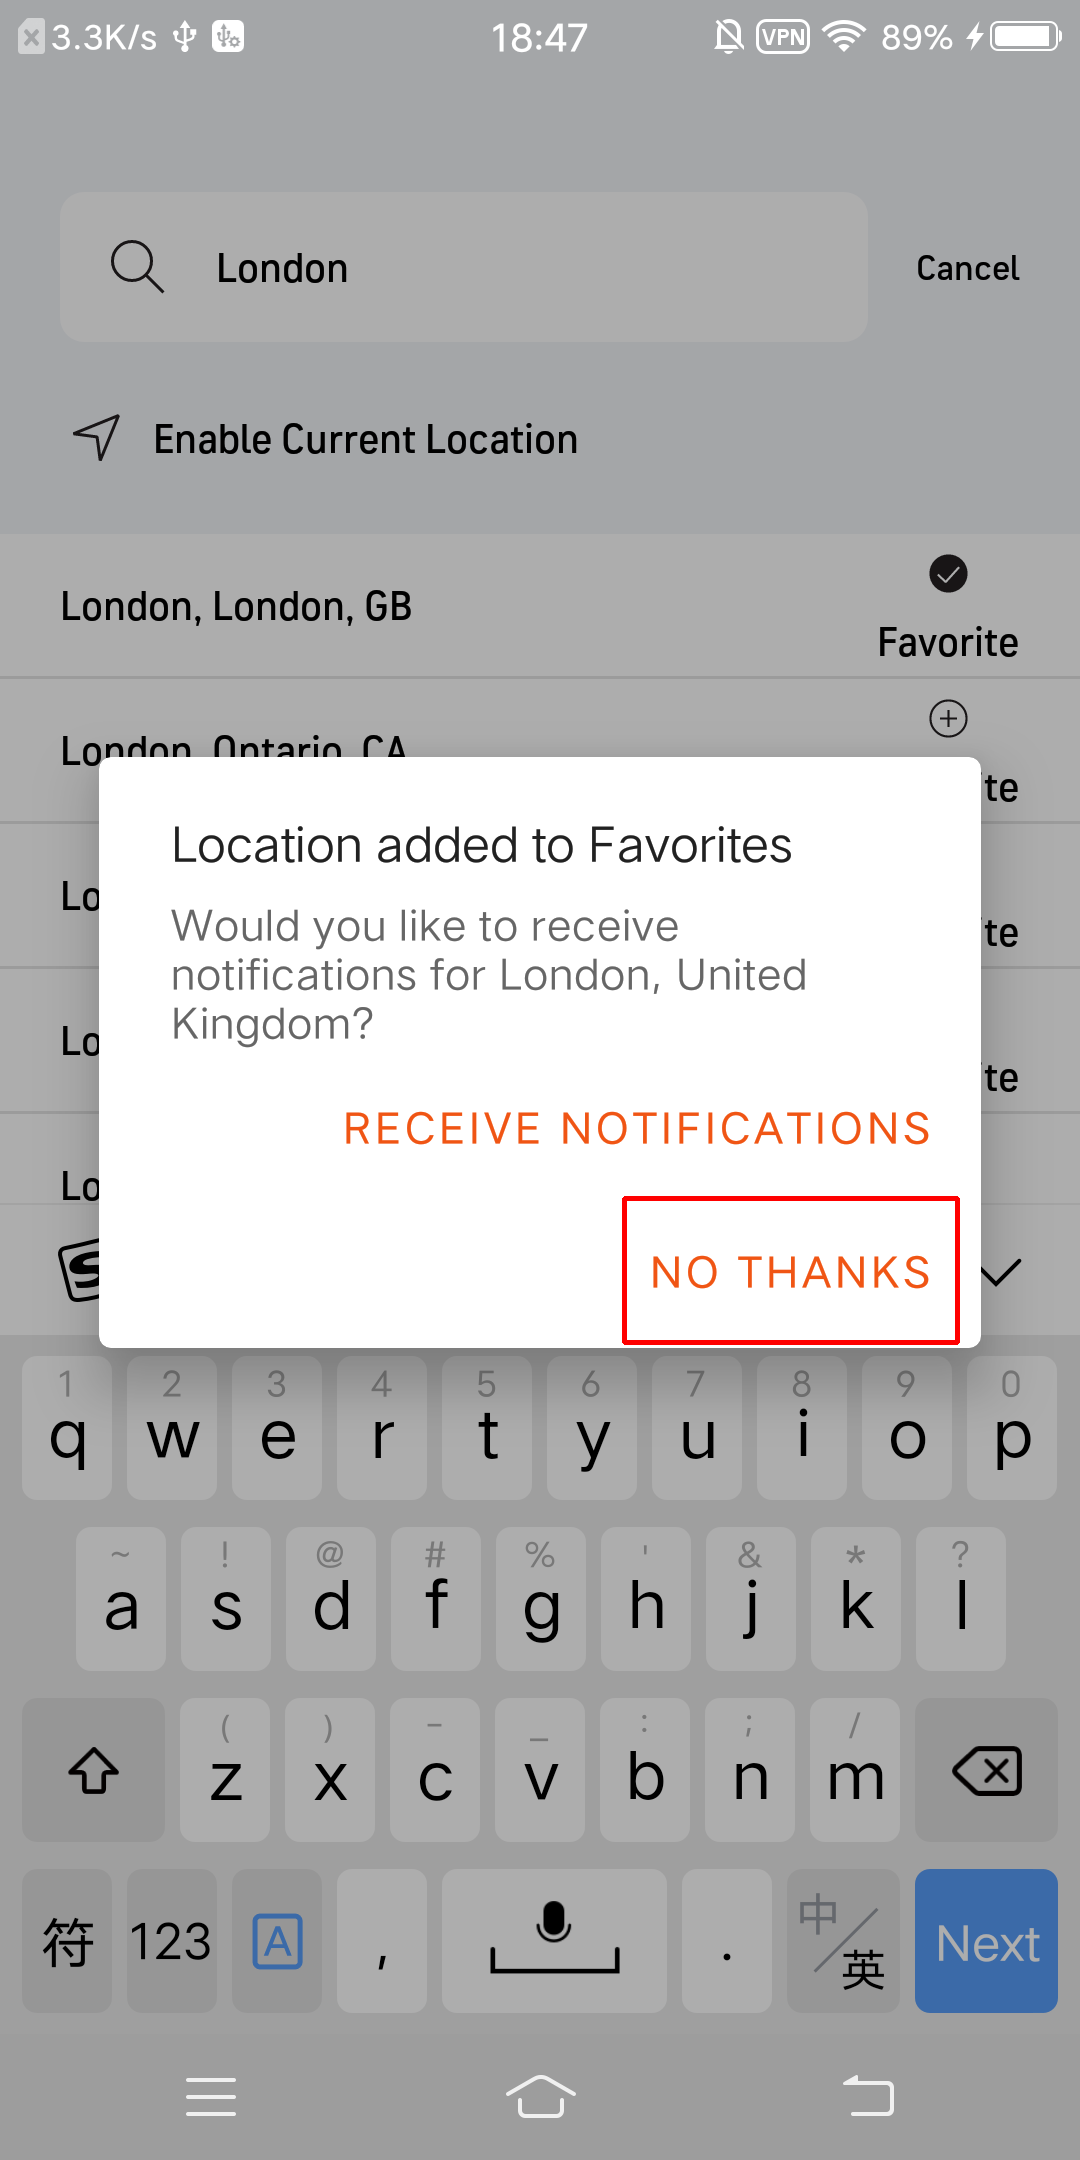 3.3K/s 18:47 VPN 89%
London Cancel
Enable Current Location
London, London, GB
Favorite
London, Ontario, CA
te
Lo
te
Lo
te
Lo
Location added to Favorites
Would you like to receive
notifications for London, United
Kingdom?
RECEIVE NOTIFICATIONS
NO THANKS
1 2 3 4 5 6 7 8 9 0
q w e r t y u i o p
~ ! @ # % ' & * ?
a s d f g h j k l
( ) - _ : ; /
z x c v b n m
符 123 A , . 中/英 Next